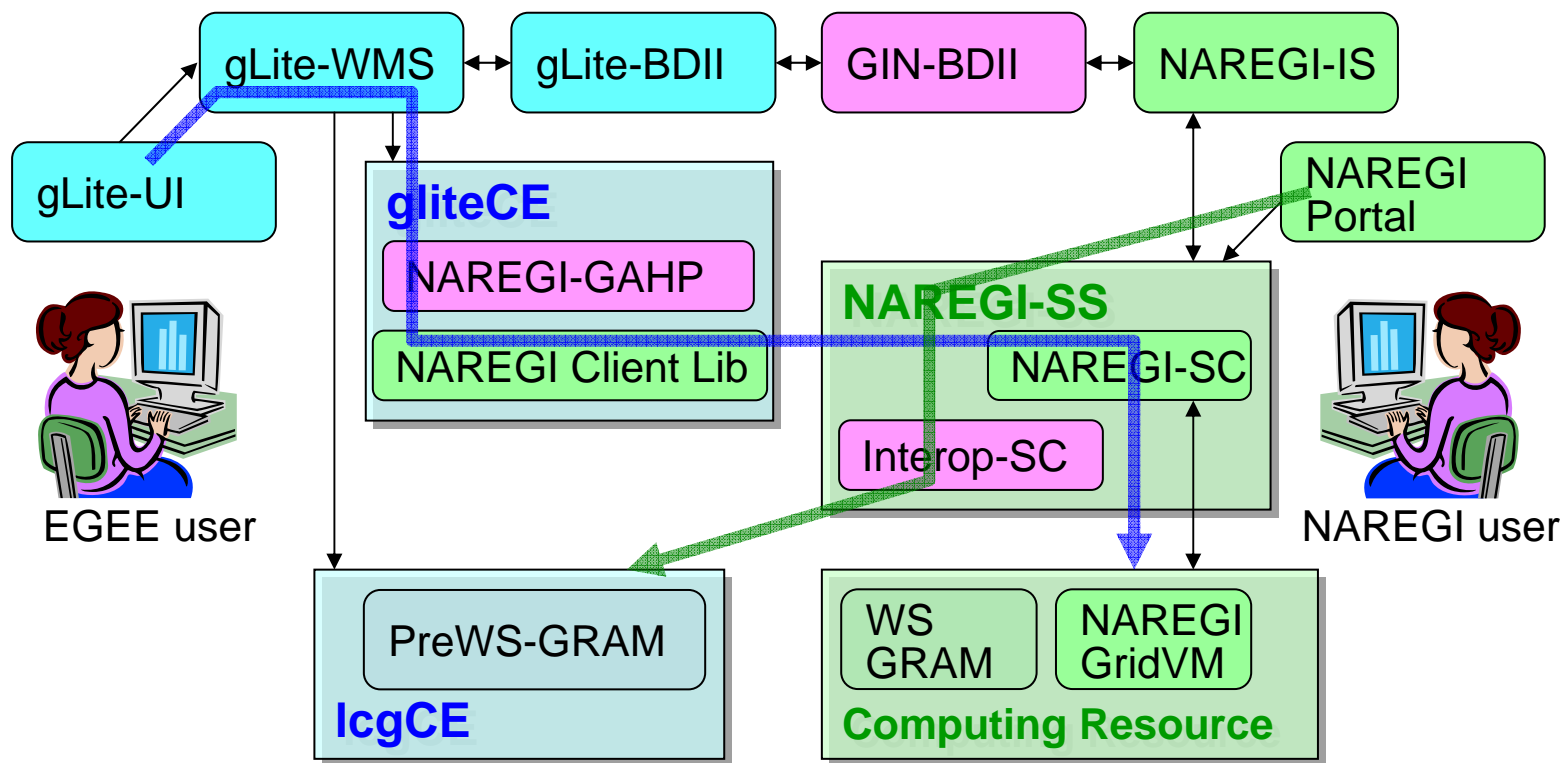 gLite-WMS
gLite-BDII
GIN-BDII
NAREGI-IS
gLite-UI
NAREGI
Portal
gliteCE
NAREGI-GAHP
NAREGI Client Lib
NAREGI-SS
NAREGI-SC
Interop-SC
EGEE user
NAREGI user
PreWS-GRAM
lcgCE
WS
GRAM
NAREGI
GridVM
Computing Resource